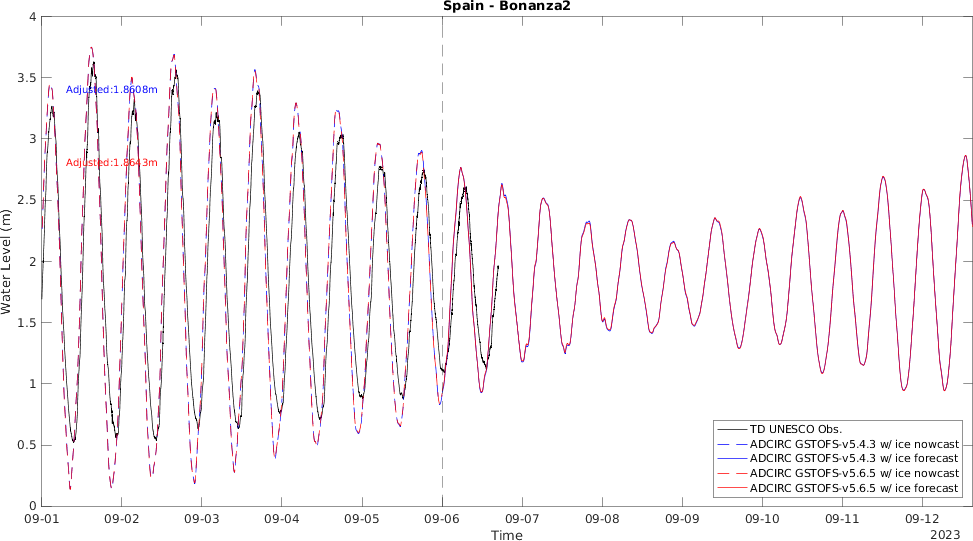 Spain - Bonanza2
4
3.5
3
2.5
2
1.5
1
0.5
0
Water Level (m)
Adjusted:1.8608m
Adjusted:1.8643m
TD UNESCO Obs.
ADCIRC GSTOFS-v5.4.3 w/ ice nowcast
ADCIRC GSTOFS-v5.4.3 w/ ice forecast
ADCIRC GSTOFS-v5.6.5 w/ ice nowcast
ADCIRC GSTOFS-v5.6.5 w/ ice forecast
09-01 09-02 09-03 09-04 09-05 09-06 09-07 09-08 09-09 09-10 09-11 09-12
Time
2023